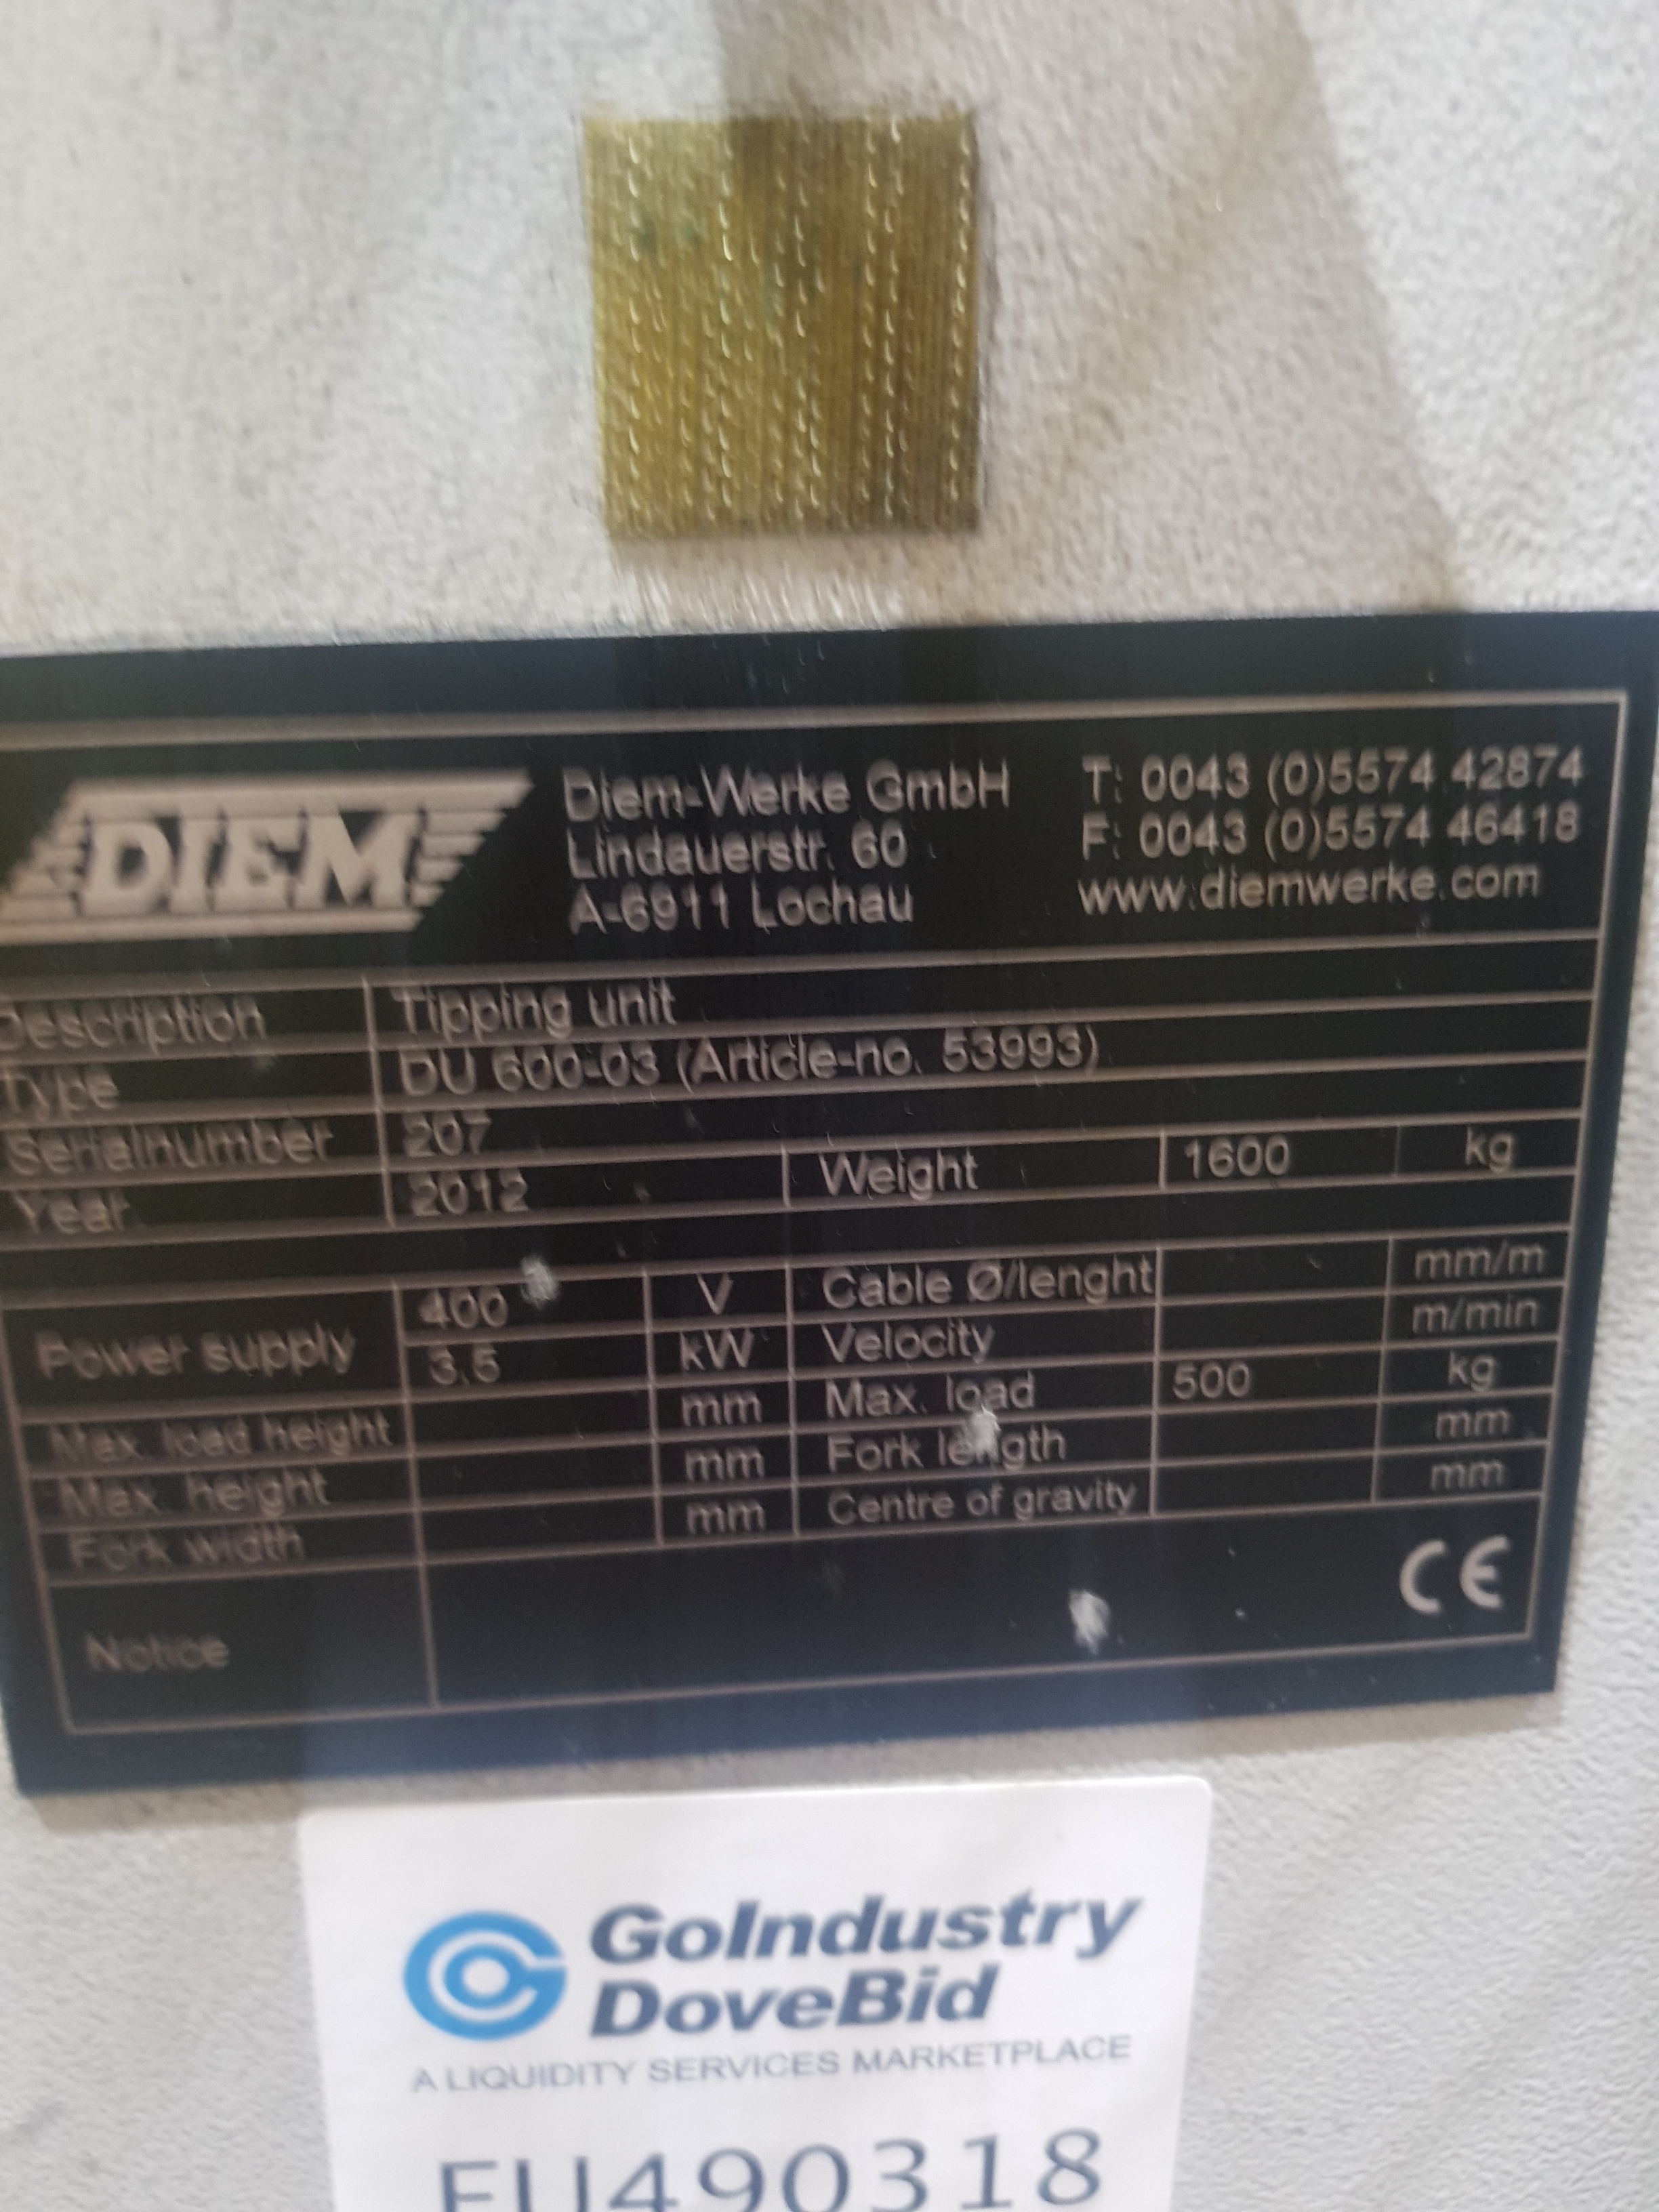 DIEM
Diem-Werke GmbH
Lindauerstr. 60
A-6911 Lochau
T: 0043 (0)5574 42874
F: 0043 (0)5574 46418
www.diemwerke.com
Description Tipping unit
Type DU 600-03 (Article-no. 53993)
Serialnumber 207
Year 2012 Weight 1600 kg
Power supply 400 V Cable Ø/lenght mm/m
3,5 kW Velocity m/min
Max. load height mm Max. load 500 kg
Max. height mm Fork length mm
Fork width mm Centre of gravity mm
Notice
CE
GoIndustry
DoveBid
A LIQUIDITY SERVICES MARKETPLACE
EU490318